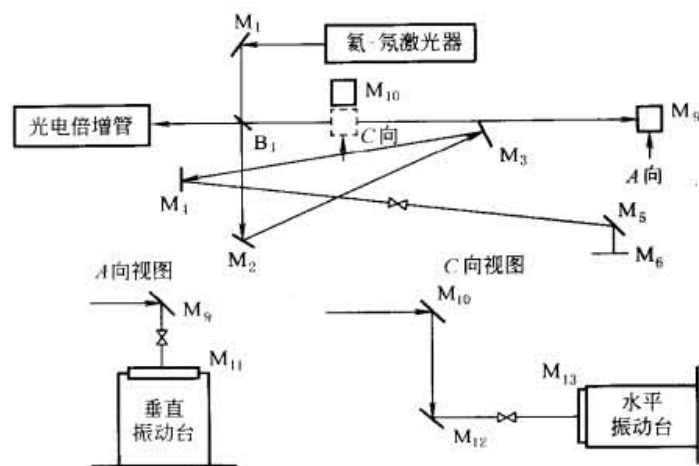 M₁
氦-氖激光器
M₁₀
M₉
光电倍增管
B₁
C向
M₃
A向
M₄
M₅
M₂
M₆
A向视图
C向视图
M₁₀
M₉
M₁₁
M₁₃
垂直
振动台
水平
振动台
M₁₂